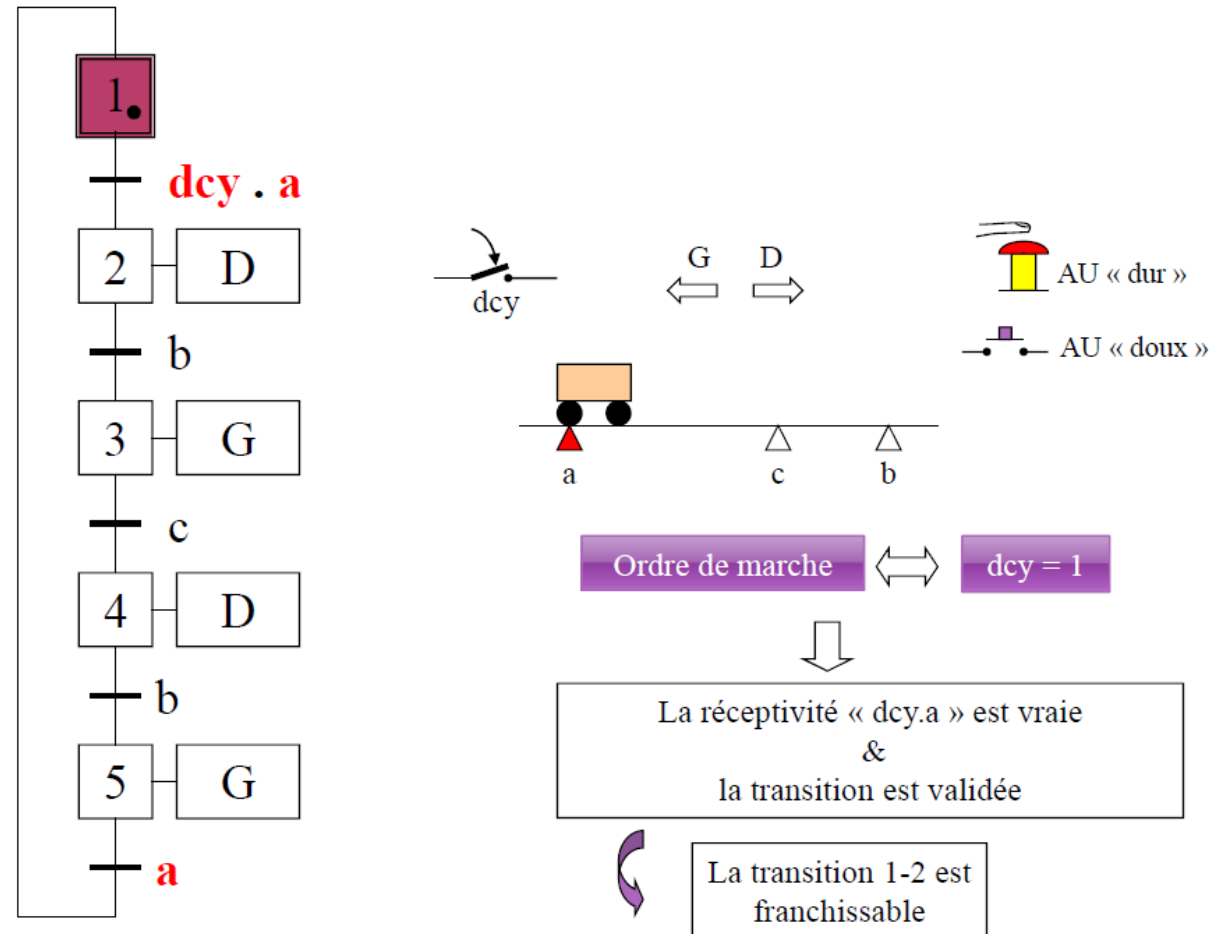 1
dcy . a
2 D
b
3 G
c
4 D
b
5 G
a
dcy
G D
AU « dur »
AU « doux »
a c b
Ordre de marche dcy = 1
La réceptivité « dcy.a » est vraie
&
la transition est validée
La transition 1-2 est
franchissable